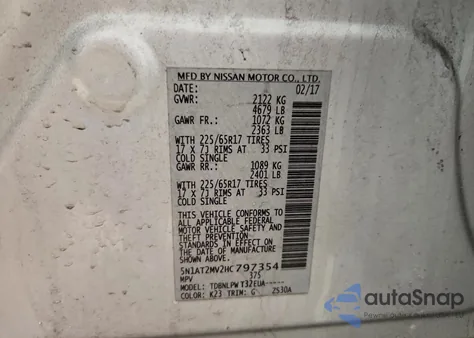 MFD BY NISSAN MOTOR CO., LTD.
DATE: 02/17
GVWR: 2122 KG
4679 LB
GAWR FR.: 1072 KG
2363 LB
WITH 225/65R17 TIRES
17 X 7J RIMS AT 33 PSI
COLD SINGLE
GAWR RR.: 1089 KG
2401 LB
WITH 225/65R17 TIRES
17 X 7J RIMS AT 33 PSI
COLD SINGLE
THIS VEHICLE CONFORMS TO
ALL APPLICABLE FEDERAL
MOTOR VEHICLE SAFETY
AND THEFT PREVENTION
STANDARDS IN EFFECT ON
THE DATE OF MANUFACTURE
SHOWN ABOVE.
5N1AT2MV2HC797354
MPV 375
MODEL: TDBNLPWT32EUA-----
COLOR: K23 TRIM: G ZS30A
autoSnap